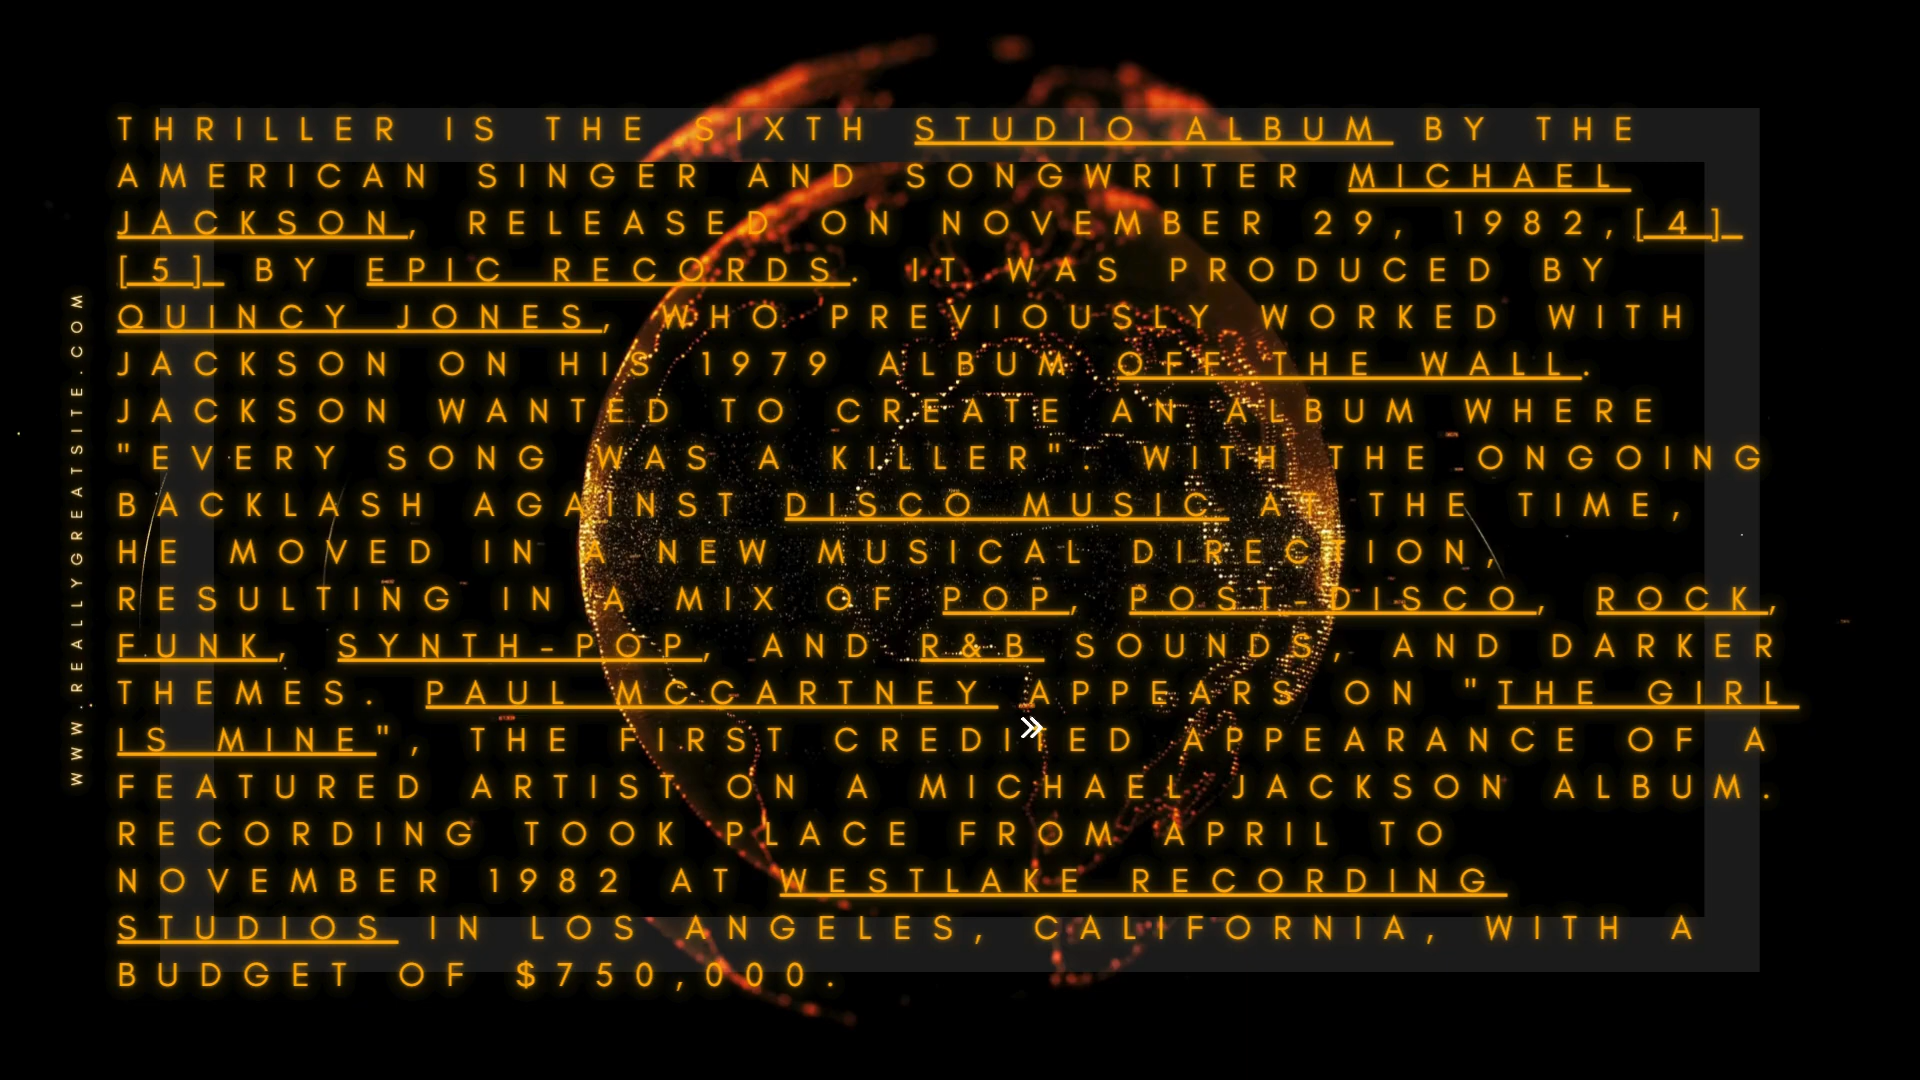 THRILLER IS THE SIXTH STUDIO ALBUM BY THE
AMERICAN SINGER AND SONGWRITER MICHAEL
JACKSON, RELEASED ON NOVEMBER 29, 1982,[4]
[5] BY EPIC RECORDS. IT WAS PRODUCED BY
QUINCY JONES, WHO PREVIOUSLY WORKED WITH
JACKSON ON HIS 1979 ALBUM OFF THE WALL.
JACKSON WANTED TO CREATE AN ALBUM WHERE
"EVERY SONG WAS A KILLER". WITH THE ONGOING
BACKLASH AGAINST DISCO MUSIC AT THE TIME,
HE MOVED IN A NEW MUSICAL DIRECTION,
RESULTING IN A MIX OF POP, POST-DISCO, ROCK,
FUNK, SYNTH-POP, AND R&B SOUNDS, AND DARKER
THEMES. PAUL MCCARTNEY APPEARS ON "THE GIRL
IS MINE", THE FIRST CREDITED APPEARANCE OF A
FEATURED ARTIST ON A MICHAEL JACKSON ALBUM.
RECORDING TOOK PLACE FROM APRIL TO
NOVEMBER 1982 AT WESTLAKE RECORDING
STUDIOS IN LOS ANGELES, CALIFORNIA, WITH A
BUDGET OF $750,000.
WWW.REALLYGREATSITE.COM